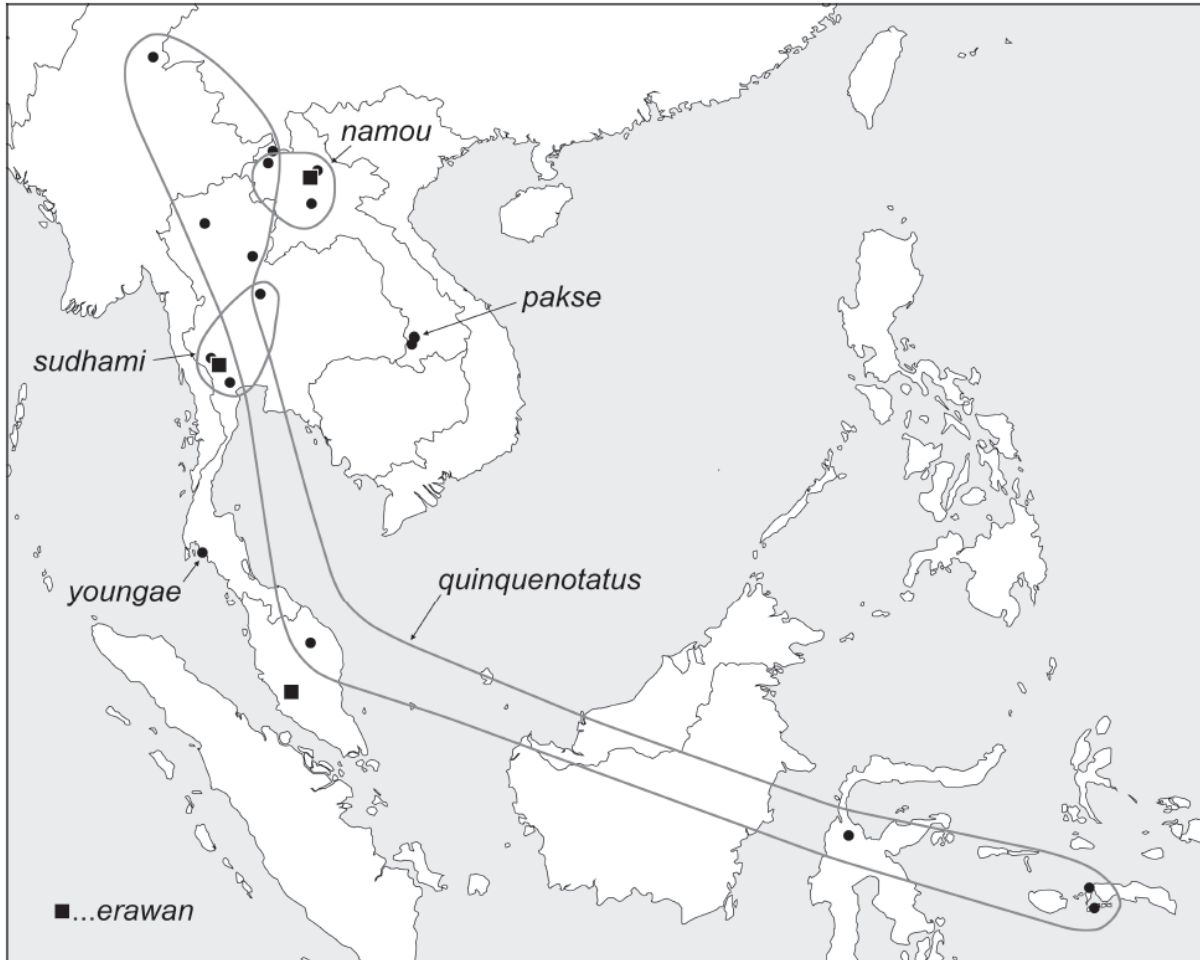 namou
pakse
sudhami
youngae
quinquenotatus
■...erawan